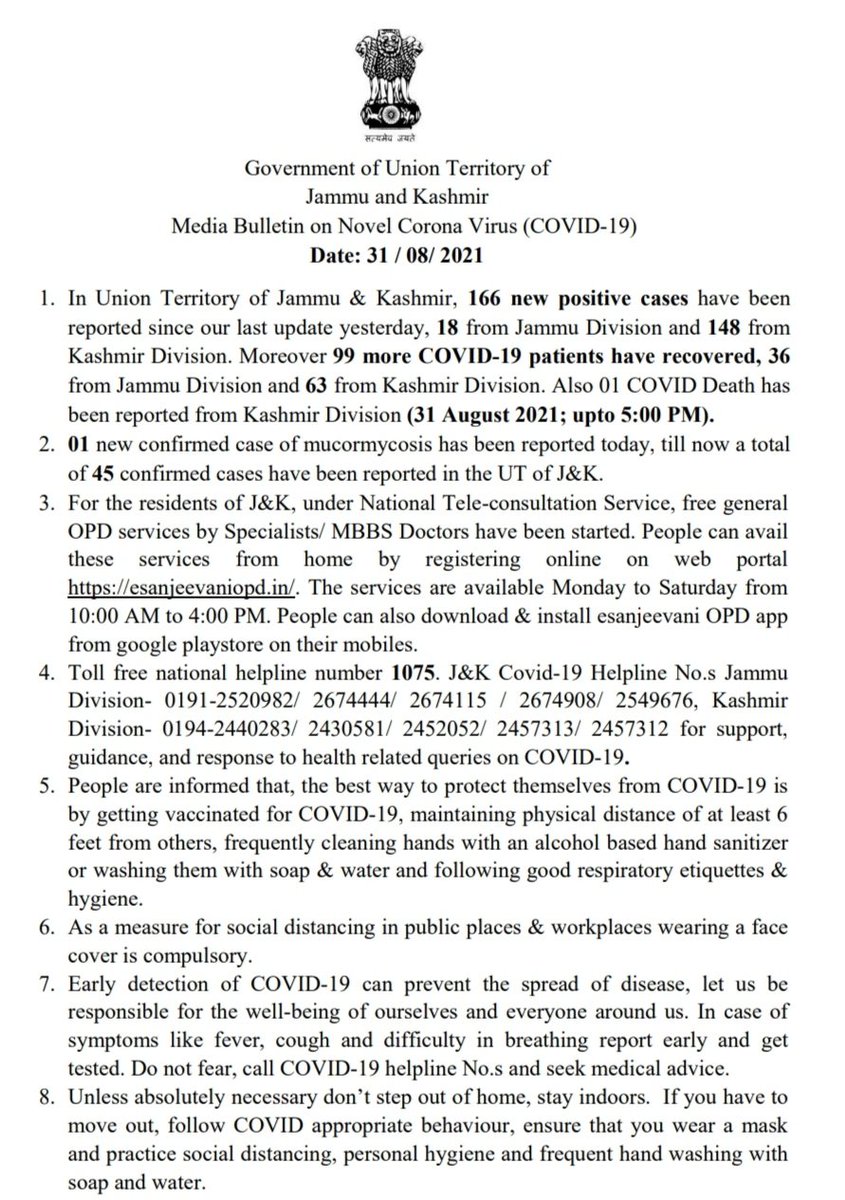 सत्यमेव जयते
Government of Union Territory of
Jammu and Kashmir
Media Bulletin on Novel Corona Virus (COVID-19)
Date: 31 / 08/ 2021
1. In Union Territory of Jammu & Kashmir, 166 new positive cases have been
reported since our last update yesterday, 18 from Jammu Division and 148 from
Kashmir Division. Moreover 99 more COVID-19 patients have recovered, 36
from Jammu Division and 63 from Kashmir Division. Also 01 COVID Death has
been reported from Kashmir Division (31 August 2021; upto 5:00 PM).
2. 01 new confirmed case of mucormycosis has been reported today, till now a total
of 45 confirmed cases have been reported in the UT of J&K.
3. For the residents of J&K, under National Tele-consultation Service, free general
OPD services by Specialists/ MBBS Doctors have been started. People can avail
these services from home by registering online on web portal
https://esanjeevaniopd.in/. The services are available Monday to Saturday from
10:00 AM to 4:00 PM. People can also download & install esanjeevani OPD app
from google playstore on their mobiles.
4. Toll free national helpline number 1075. J&K Covid-19 Helpline No.s Jammu
Division- 0191-2520982/ 2674444/ 2674115 / 2674908/ 2549676, Kashmir
Division- 0194-2440283/ 2430581/ 2452052/ 2457313/ 2457312 for support,
guidance, and response to health related queries on COVID-19.
5. People are informed that, the best way to protect themselves from COVID-19 is
by getting vaccinated for COVID-19, maintaining physical distance of at least 6
feet from others, frequently cleaning hands with an alcohol based hand sanitizer
or washing them with soap & water and following good respiratory etiquettes &
hygiene.
6. As a measure for social distancing in public places & workplaces wearing a face
cover is compulsory.
7. Early detection of COVID-19 can prevent the spread of disease, let us be
responsible for the well-being of ourselves and everyone around us. In case of
symptoms like fever, cough and difficulty in breathing report early and get
tested. Do not fear, call COVID-19 helpline No.s and seek medical advice.
8. Unless absolutely necessary don’t step out of home, stay indoors. If you have to
move out, follow COVID appropriate behaviour, ensure that you wear a mask
and practice social distancing, personal hygiene and frequent hand washing with
soap and water.